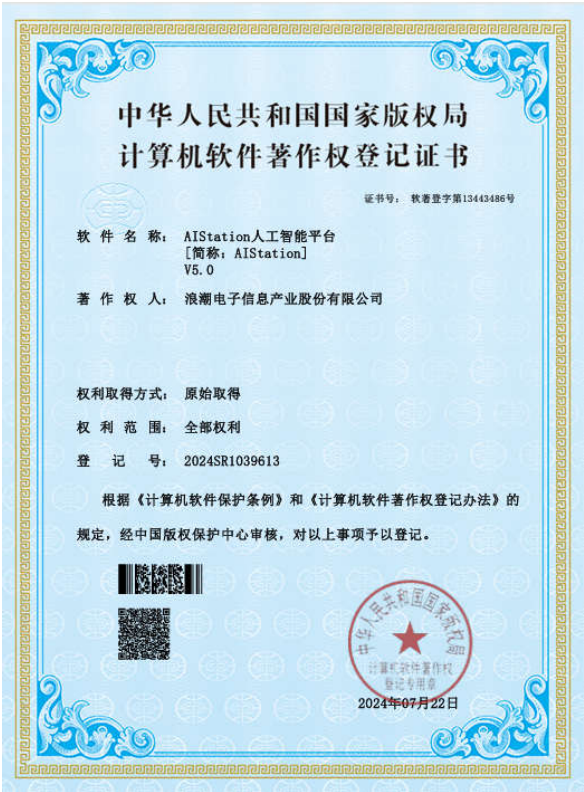 中华人民共和国国家版权局
计算机软件著作权登记证书
证书号： 软著登字第13443486号
软件名称： AIStation人工智能平台
[简称：AIStation]
V5.0
著作权人： 浪潮电子信息产业股份有限公司
权利取得方式： 原始取得
权利范围： 全部权利
登记号： 2024SR1039613
根据《计算机软件保护条例》和《计算机软件著作权登记办法》的
规定，经中国版权保护中心审核，对以上事项予以登记。
中华人民共和国国家版权局
计算机软件著作权
登记专用章
2024年07月22日